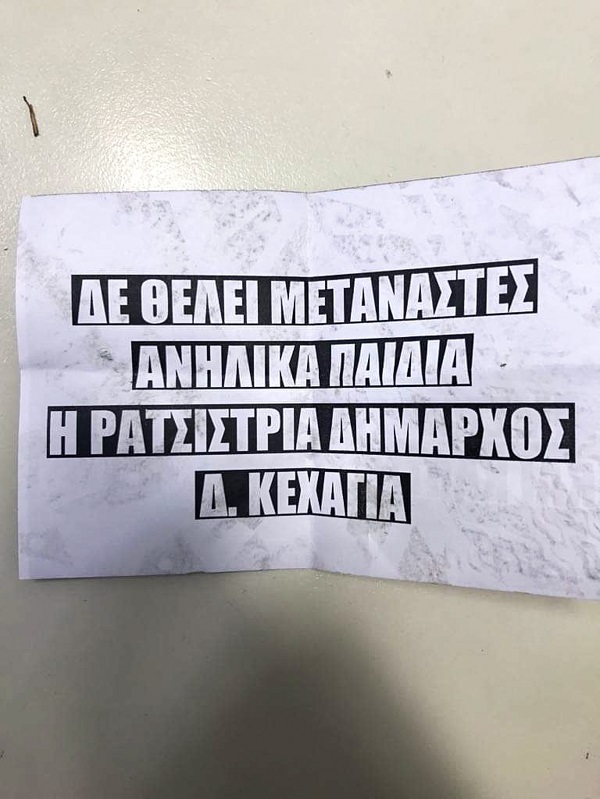 ΔΕ ΘΕΛΕΙ ΜΕΤΑΝΑΣΤΕΣ
ΑΝΗΛΙΚΑ ΠΑΙΔΙΑ
Η ΡΑΤΣΙΣΤΡΙΑ ΔΗΜΑΡΧΟΣ
Δ. ΚΕΧΑΓΙΑ